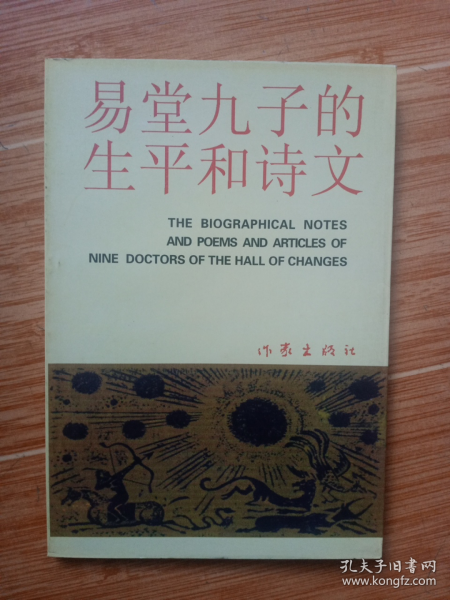 易堂九子的
生平和诗文
THE BIOGRAPHICAL NOTES
AND POEMS AND ARTICLES OF
NINE DOCTORS OF THE HALL OF CHANGES
作家出版社
孔夫子旧书网
www.kongfz.com